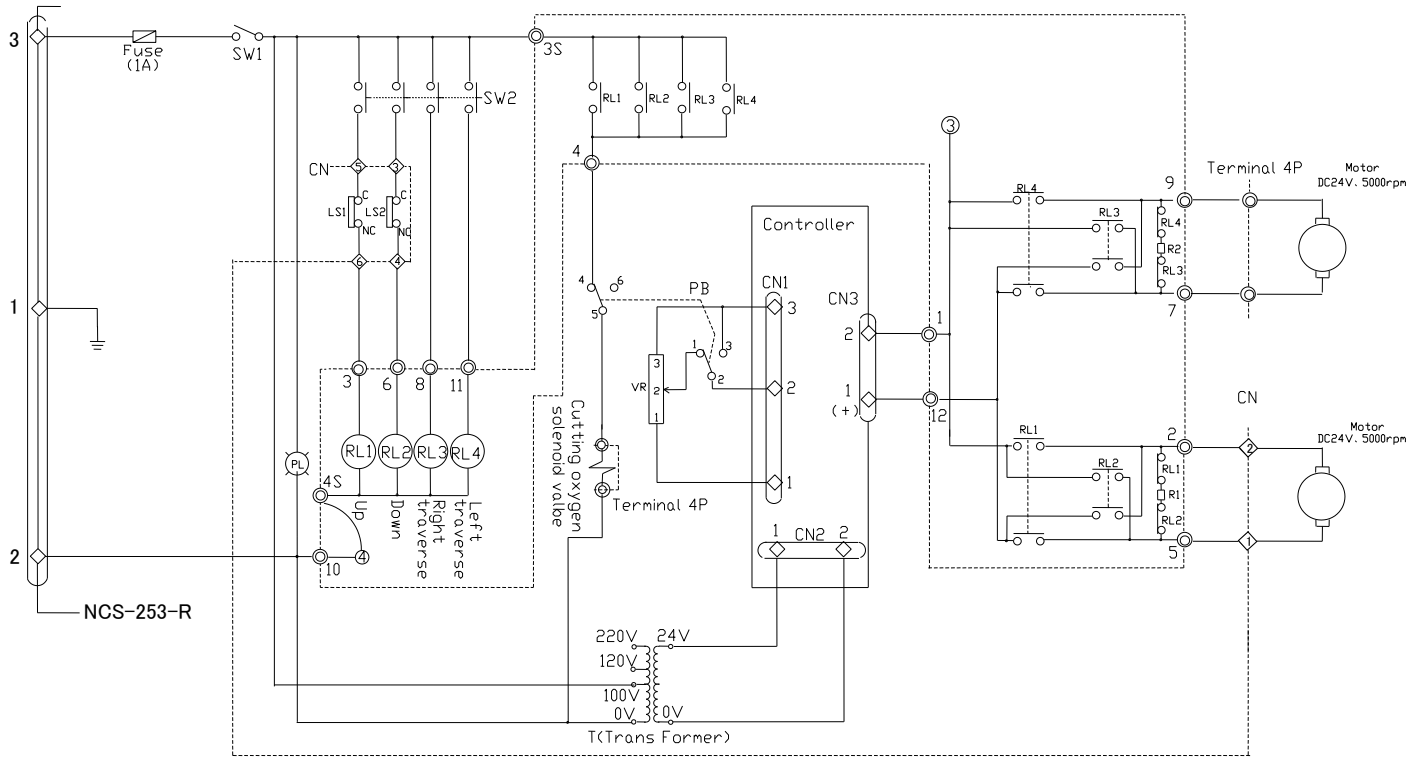 3
Fuse
(1A)
SW1
3S
SW2
RL1
RL2
RL3
RL4
4
3
CN
5
3
C
C
LS1
LS2
NC
NC
6
4
Terminal 4P
Motor
DC24V、5000rpm
9
RL4
RL3
RL4
R2
RL3
7
Controller
1
4
6
5
PB
CN1
3
CN3
2
1
1
3
2
2
VR
3
2
1
1
(+)
12
3
6
8
11
RL1
RL2
RL3
RL4
PL
4S
Up
Down
Right
traverse
Left
traverse
Cutting oxygen
solenoid valbe
Terminal 4P
1
CN
RL1
2
RL2
RL1
R1
RL2
5
2
1
Motor
DC24V、5000rpm
2
10
4
1
CN2
2
NCS-253-R
220V
24V
120V
100V
0V
0V
T(Trans Former)